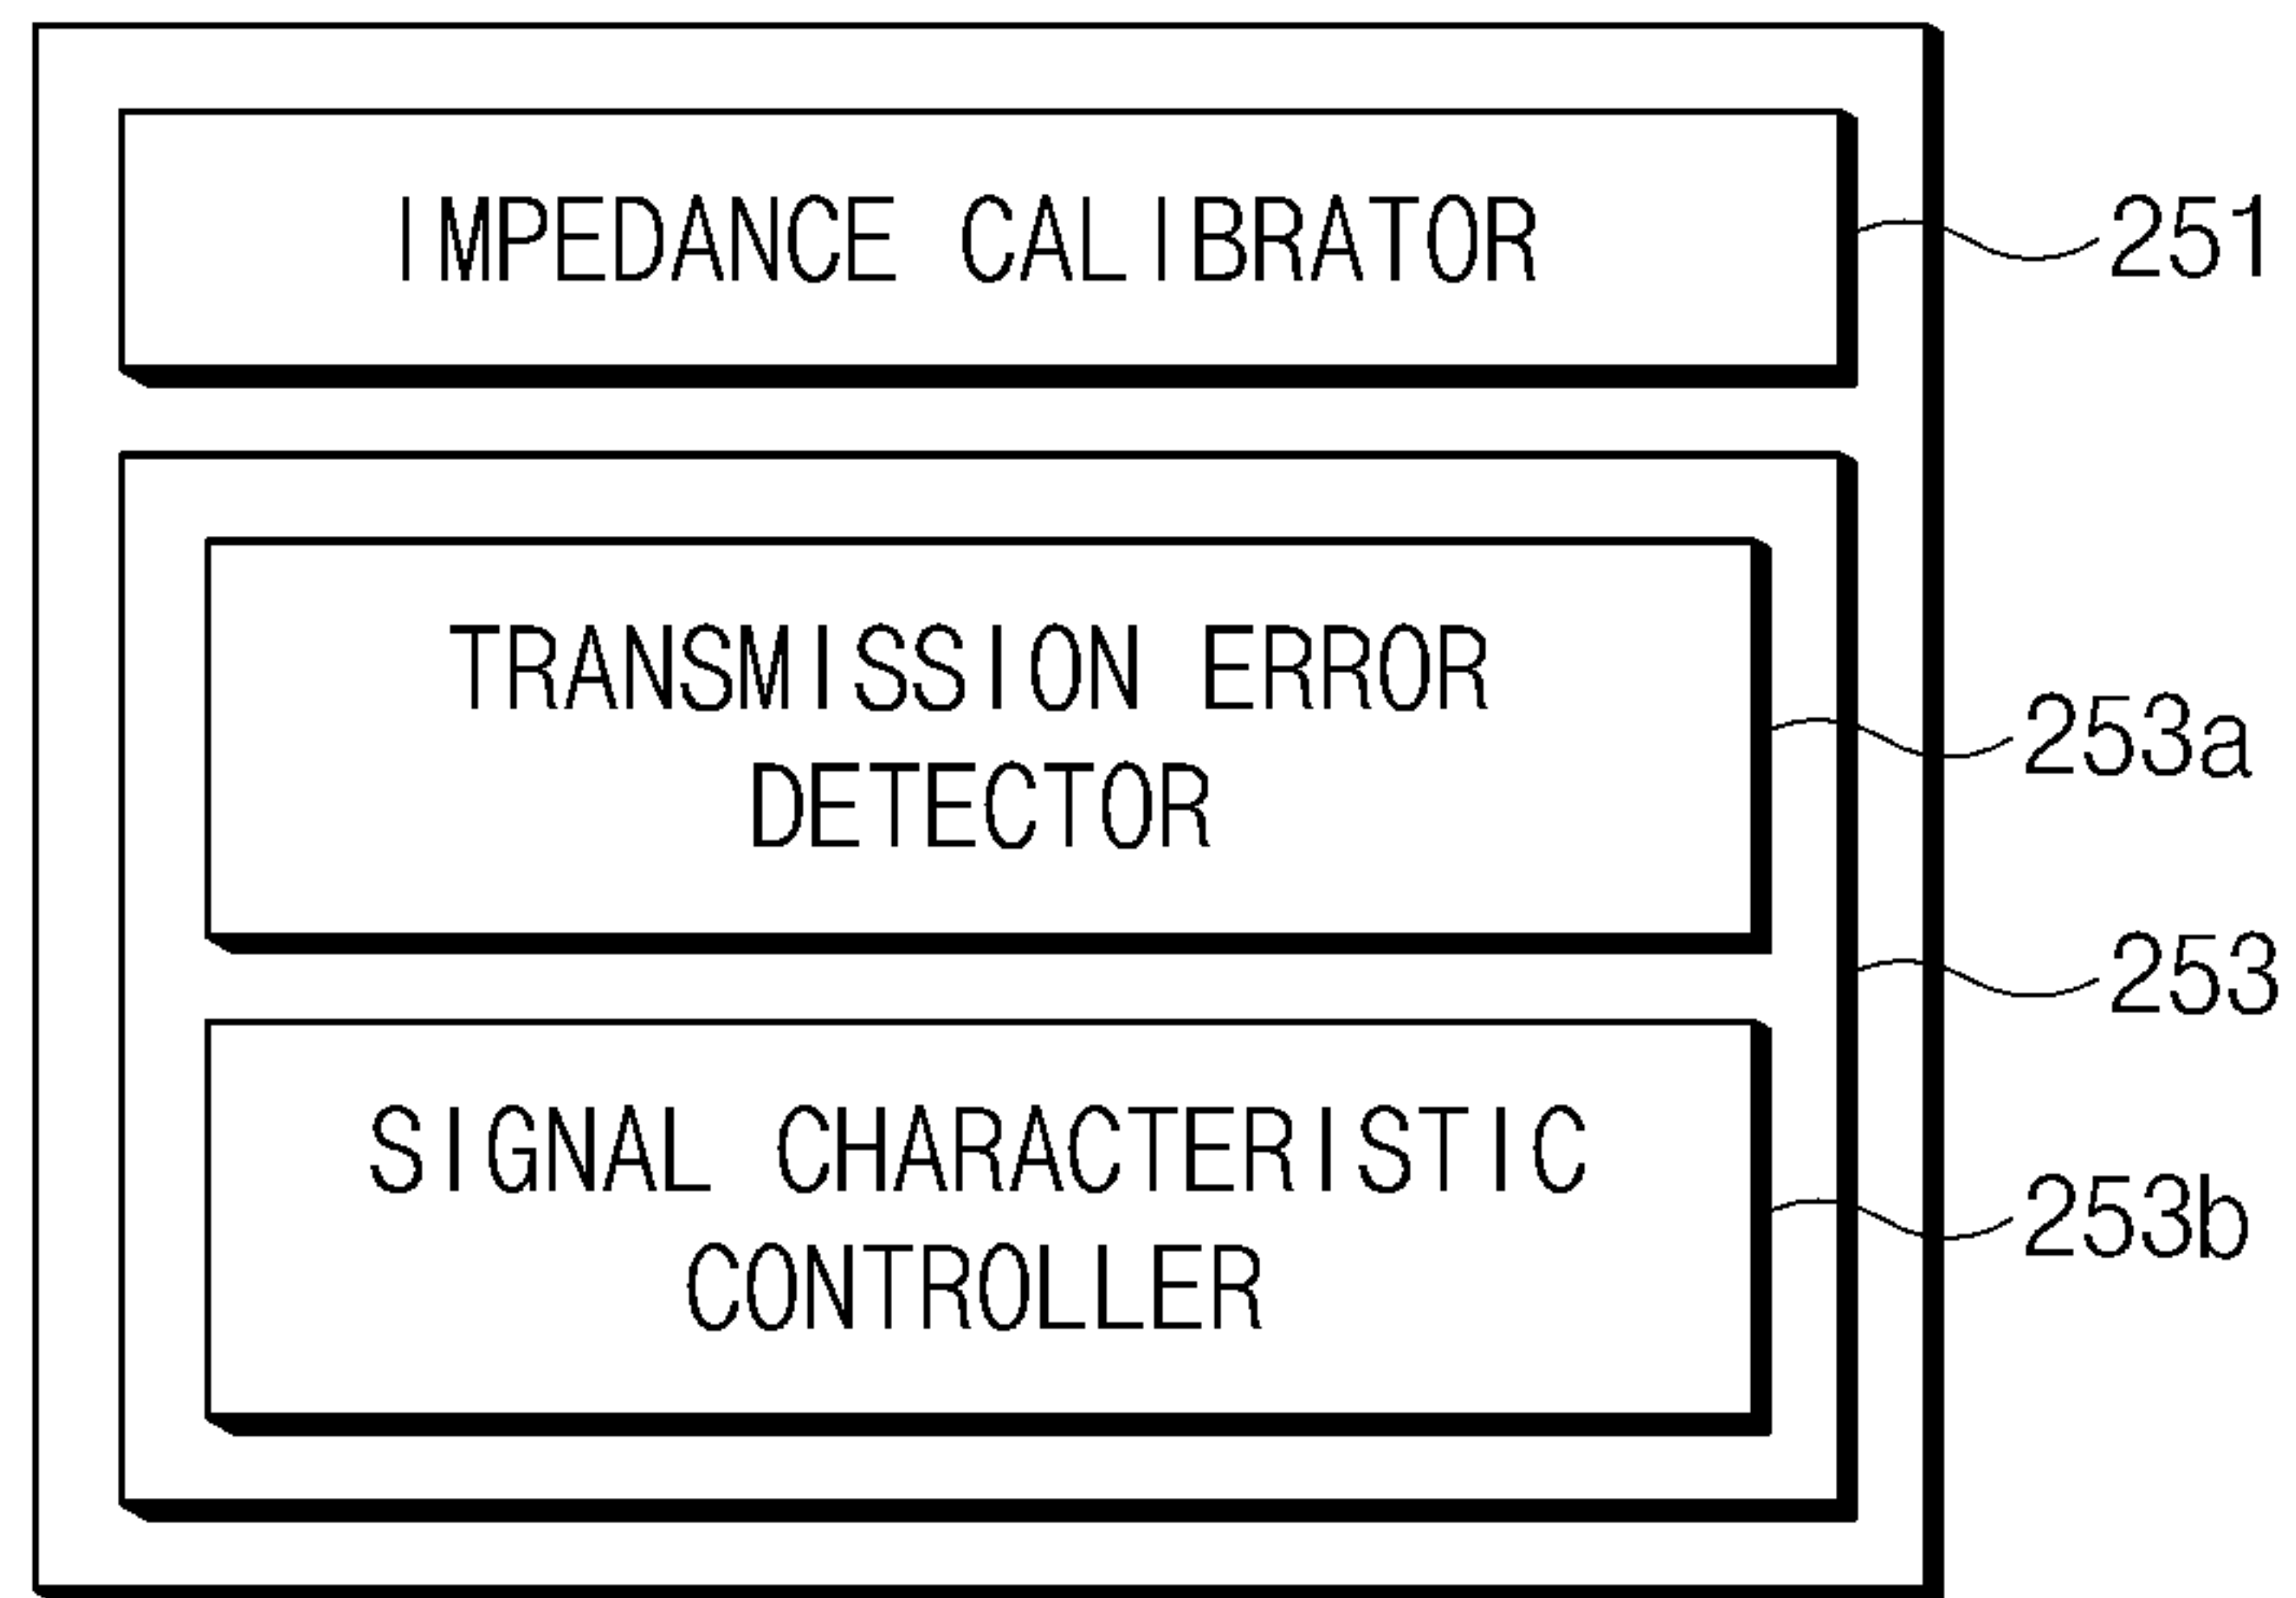 IMPEDANCE CALIBRATOR
251
TRANSMISSION ERROR
DETECTOR
253a
253
SIGNAL CHARACTERISTIC
CONTROLLER
253b